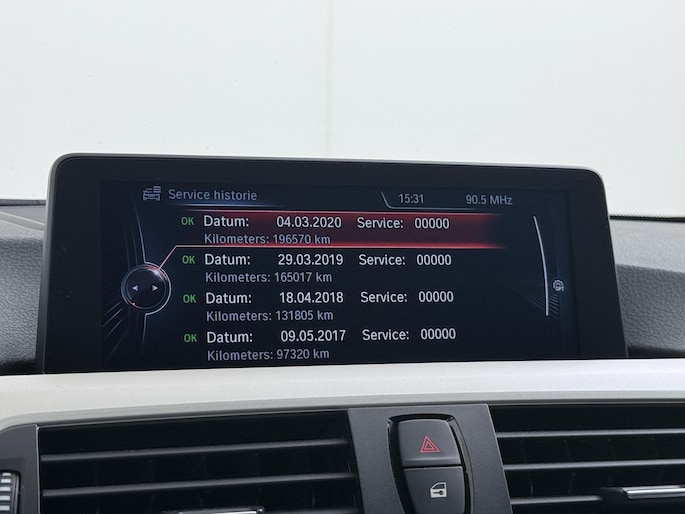 Service historie 15:31 90.5 MHz
OK Datum: 04.03.2020 Service: 00000
Kilometers: 196570 km
OK Datum: 29.03.2019 Service: 00000
Kilometers: 165017 km
OK Datum: 18.04.2018 Service: 00000
Kilometers: 131805 km
OK Datum: 09.05.2017 Service: 00000
Kilometers: 97320 km